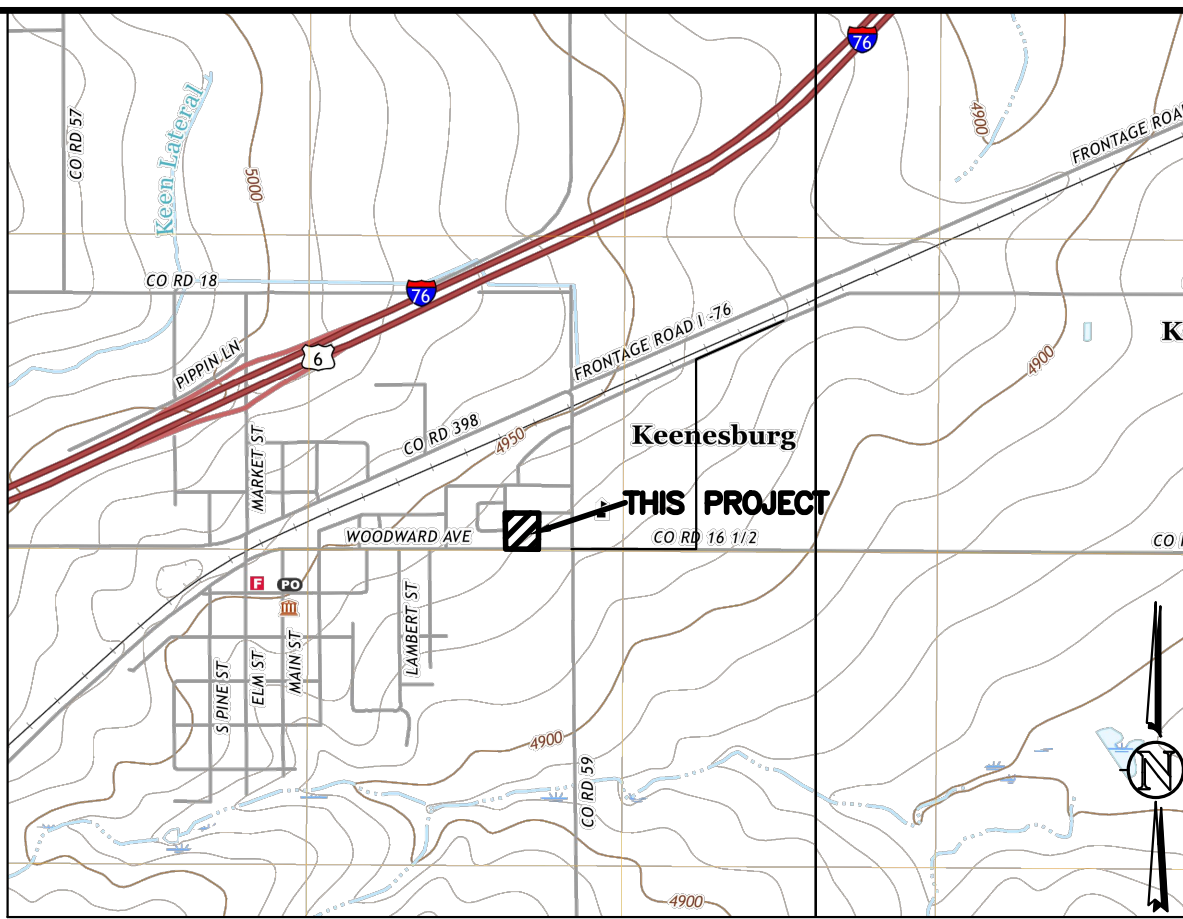 76
CO RD 57
Keen Lateral
5000
4900
FRONTAGE ROA
CO RD 18
76
FRONTAGE ROAD I -76
6
PIPPIN LN
4900
MARKET ST
CO RD 398
4950
Keenesburg
THIS PROJECT
WOODWARD AVE
CO RD 16 1/2
CO
F
PO
LAMBERT ST
S PINE ST
ELM ST
MAIN ST
4900
CO RD 59
N
4900